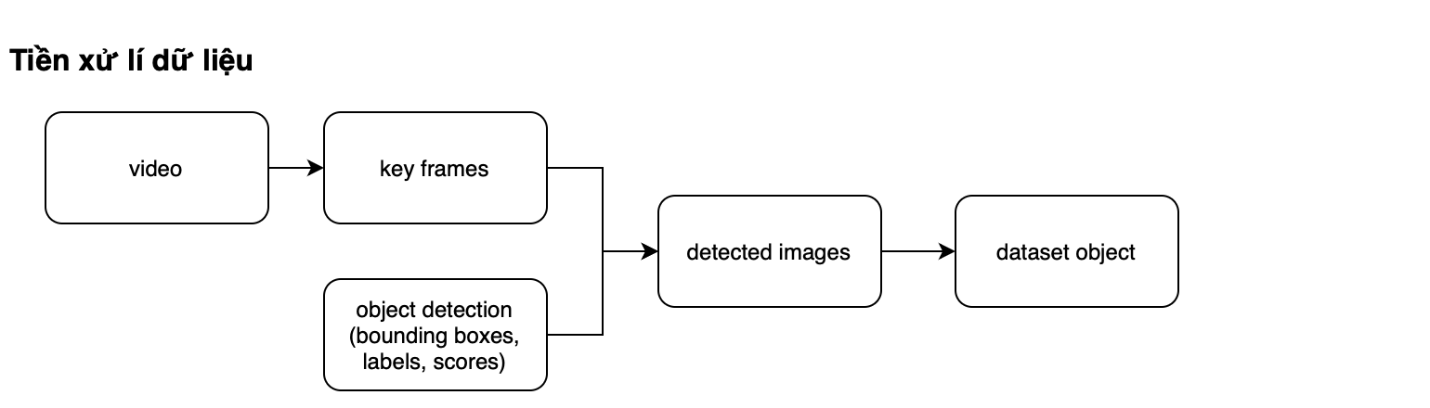 Tiền xử lí dữ liệu
video
key frames
object detection
(bounding boxes,
labels, scores)
detected images
dataset object